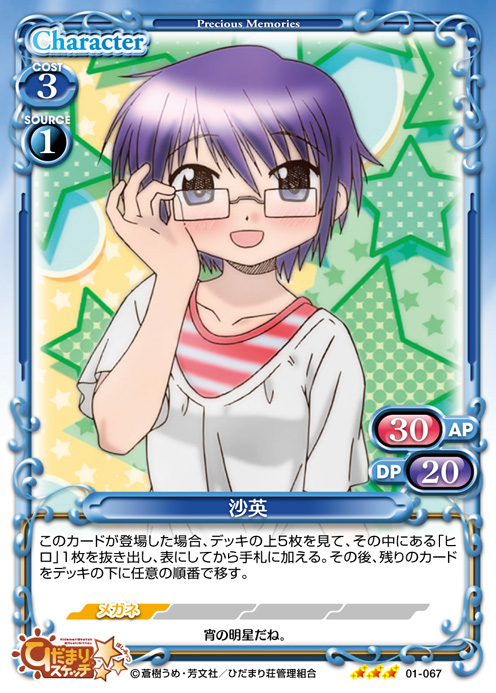 Precious Memories
Character
COST
3
SOURCE
1
30 AP
DP 20
沙英
このカードが登場した場合、デッキの上5枚を見て、その中にある「ヒ
ロ」1枚を抜き出し、表にしてから手札に加える。その後、残りのカード
をデッキの下に任意の順番で移す。
メガネ
宵の明星だね。
ひだまり
スケッチ
©蒼樹うめ・芳文社／ひだまり荘管理組合
01-067